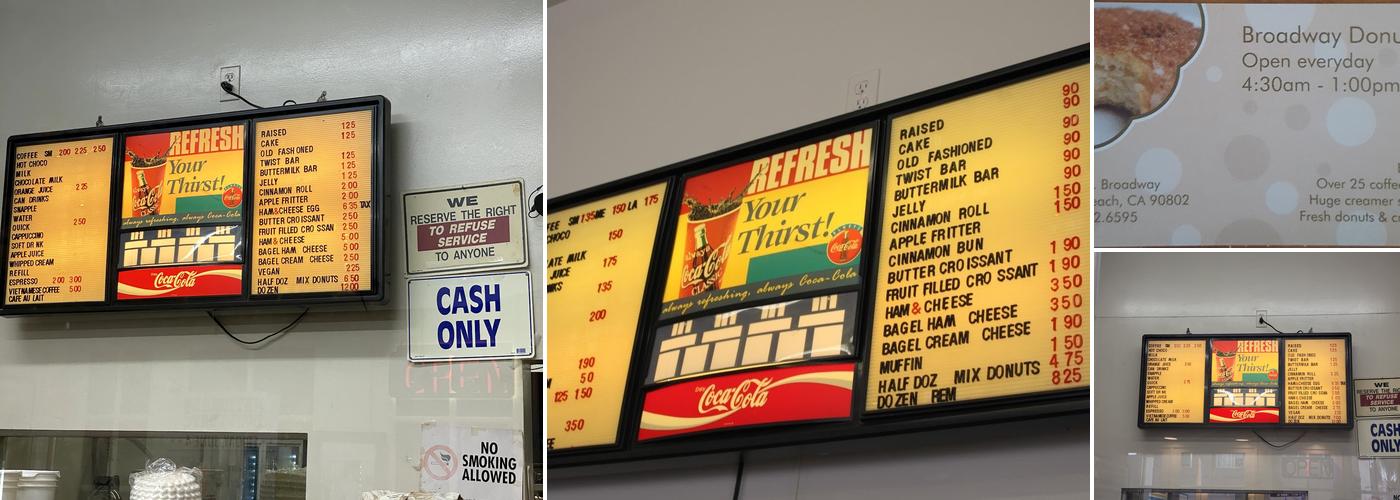 COFFEE SM 200 225 250
HOT CHOCO
MILK
CHOCOLATE MILK
ORANGE JUICE 225
CAN DRINKS
SNAPPLE
WATER
QUICK 250
CAPPUCCINO
SOFT DR NK
APPLE JUICE
WHIPPED CREAM
REFILL
ESPRESSO 200 300
VIETNAMESE COFFEE 500
CAFE AU LAIT
REFRESH
Your
Thirst!
always refreshing, always Coca-Cola
Coca-Cola
RAISED 125
CAKE 125
OLD FASHIONED
TWIST BAR 125
BUTTERMILK BAR 125
JELLY 125
CINNAMON ROLL 200
APPLE FRITTER 200
HAM&CHEESE EGG 635 TAX
BUTTER CROISSANT 250
FRUIT FILLED CRO SSAN 250
HAM & CHEESE 500
BAGEL HAM CHEESE 500
BAGEL CREAM CHEESE 250
VEGAN 225
HALF DOZ MIX DONUTS 650
DOZEN 1200
WE
RESERVE THE RIGHT
TO REFUSE
SERVICE
TO ANYONE
CASH
ONLY
OPEN
NO
SMOKING
ALLOWED
SM 135 ME 150 LA 175
CHOCO
ATE MILK 175
JUICE
NKS 135
200
190
50
125 150
350
REFRESH
Your
Thirst!
always
Coca-Cola
CLASSIC
always refreshing, always Coca-Cola
Coca-Cola
90
RAISED 90
CAKE
OLD FASHIONED 90
TWIST BAR 90
BUTTERMILK BAR 90
JELLY 90
CINNAMON ROLL 150
APPLE FRITTER 150
CINNAMON BUN
BUTTER CROISSANT 190
FRUIT FILLED CRO SSANT 190
HAM & CHEESE 350
BAGEL HAM CHEESE 350
BAGEL CREAM CHEESE 190
MUFFIN 150
HALF DOZ MIX DONUTS 475
DOZEN REM 825
Broadway Donu
Open everyday
4:30am - 1:00pm
. Broadway
each, CA 90802
2.6595
Over 25 coffe
Huge creamer s
Fresh donuts &
REFRESH
Your
Thirst!
Coca-Cola
WE
RESERVE THE R
TO REFUSE
SERVICE
TO ANYONE
CASH
ONLY
OPEN